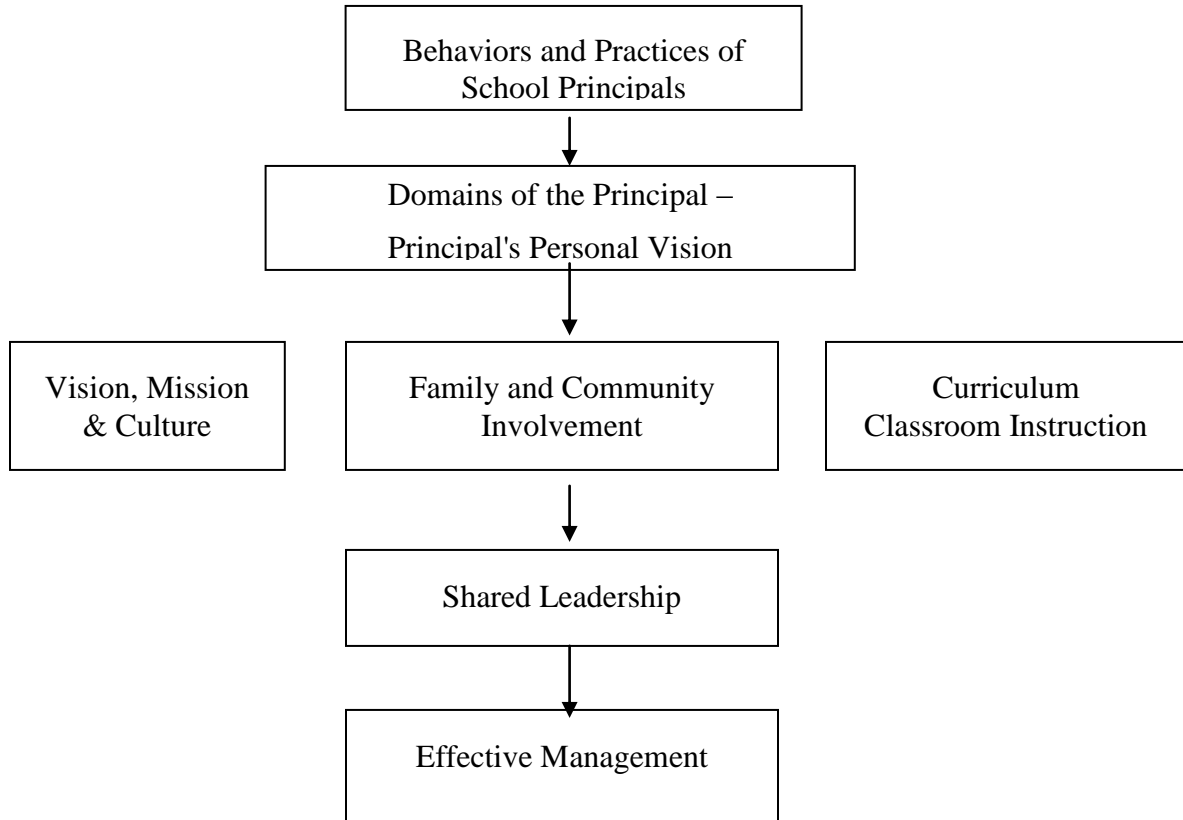 Behaviors and Practices of
School Principals
Domains of the Principal –
Principal's Personal Vision
Vision, Mission
& Culture
Family and Community
Involvement
Curriculum
Classroom Instruction
Shared Leadership
Effective Management